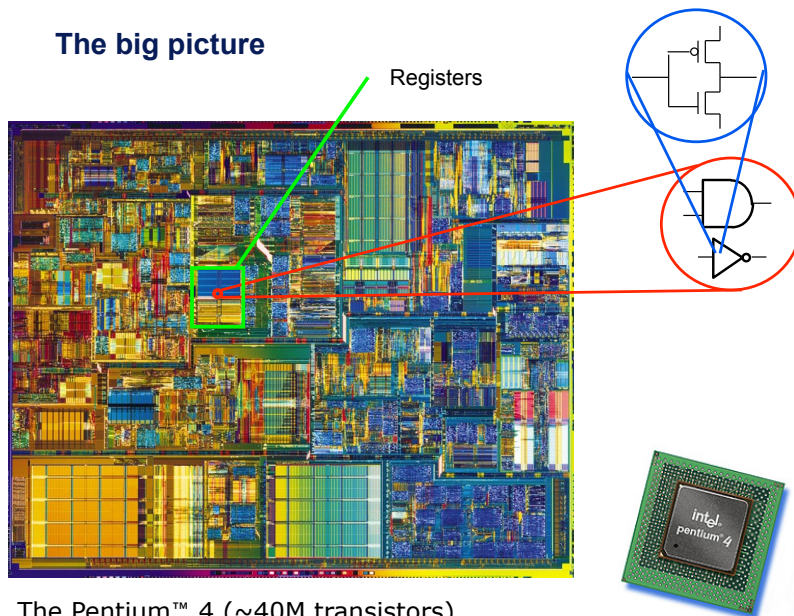 The big picture
Registers
intel®
pentium® 4
The Pentium™ 4 (~40M transistors)